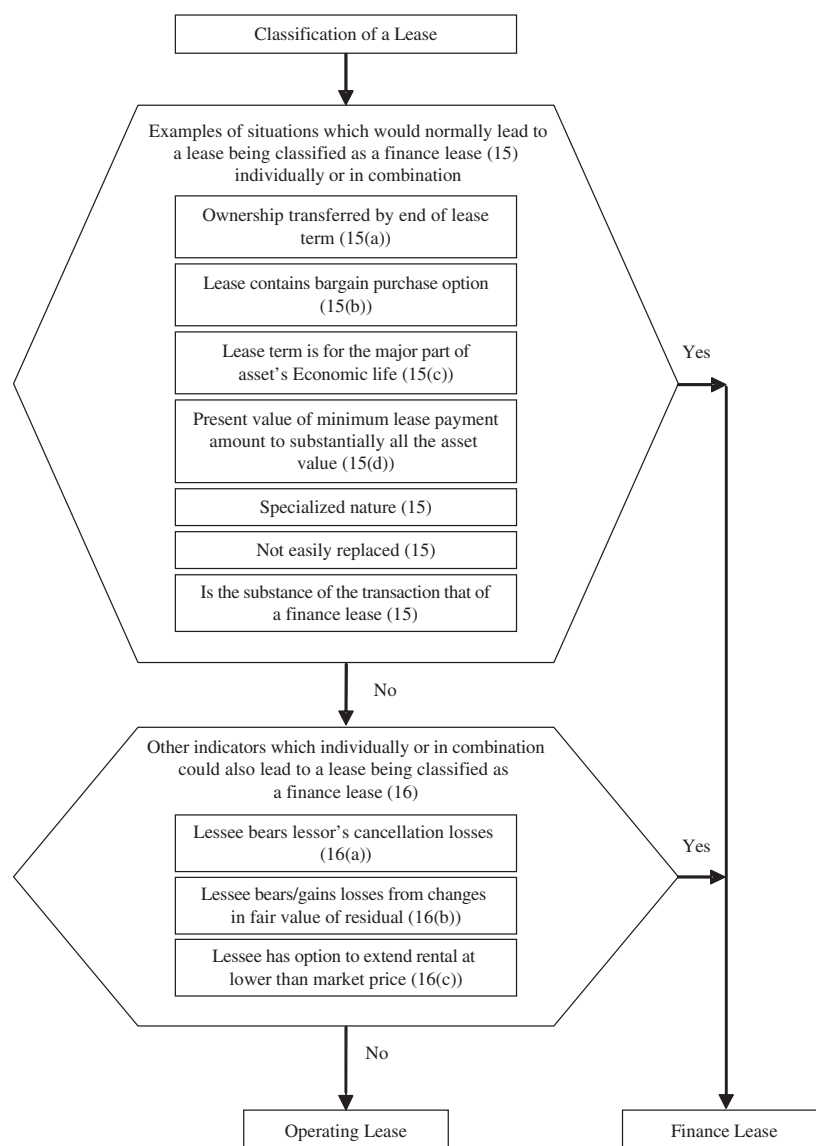 Classification of a Lease
Examples of situations which would normally lead to
a lease being classified as a finance lease (15)
individually or in combination
Ownership transferred by end of lease
term (15(a))
Lease contains bargain purchase option
(15(b))
Lease term is for the major part of
asset's Economic life (15(c))
Present value of minimum lease payment
amount to substantially all the asset
value (15(d))
Specialized nature (15)
Not easily replaced (15)
Is the substance of the transaction that of
a finance lease (15)
Yes
No
Other indicators which individually or in combination
could also lead to a lease being classified as
a finance lease (16)
Lessee bears lessor's cancellation losses
(16(a))
Lessee bears/gains losses from changes
in fair value of residual (16(b))
Lessee has option to extend rental at
lower than market price (16(c))
Yes
No
Operating Lease
Finance Lease